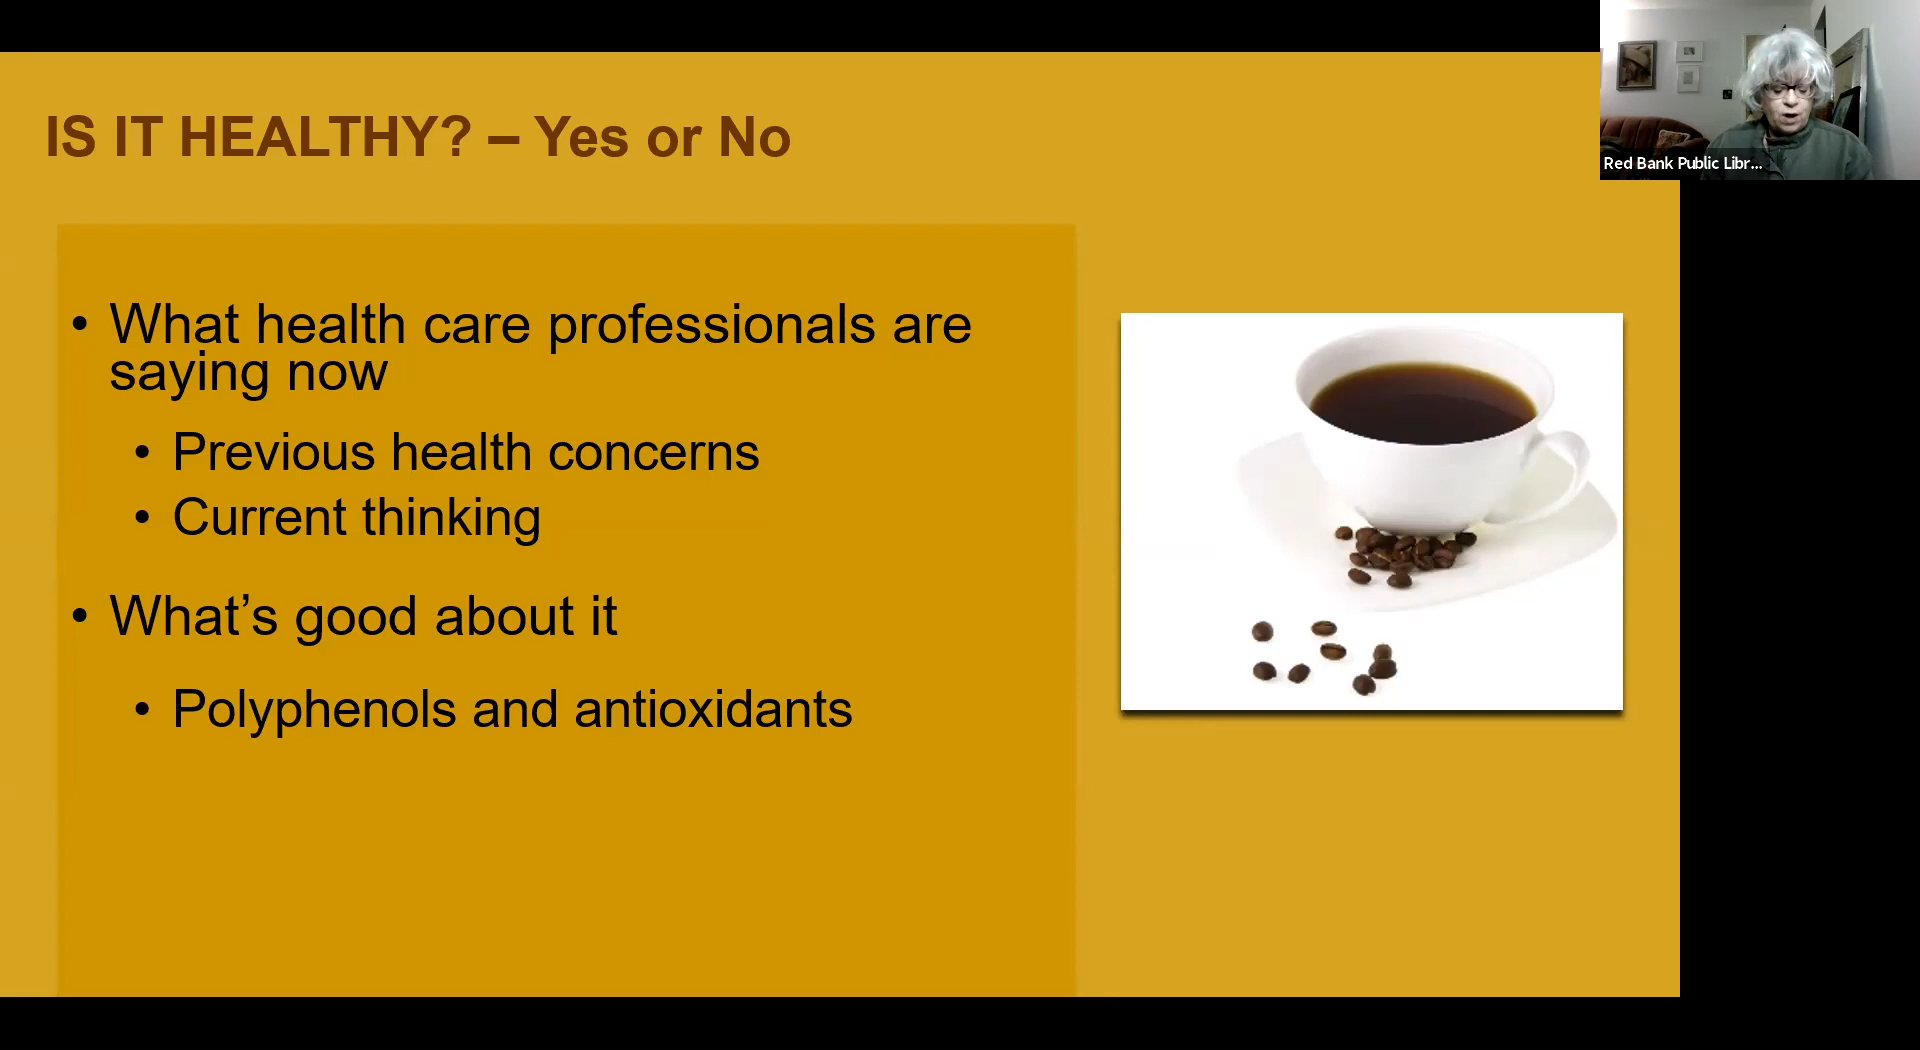 IS IT HEALTHY? – Yes or No
• What health care professionals are
saying now
• Previous health concerns
• Current thinking
• What’s good about it
• Polyphenols and antioxidants
Red Bank Public Libr...